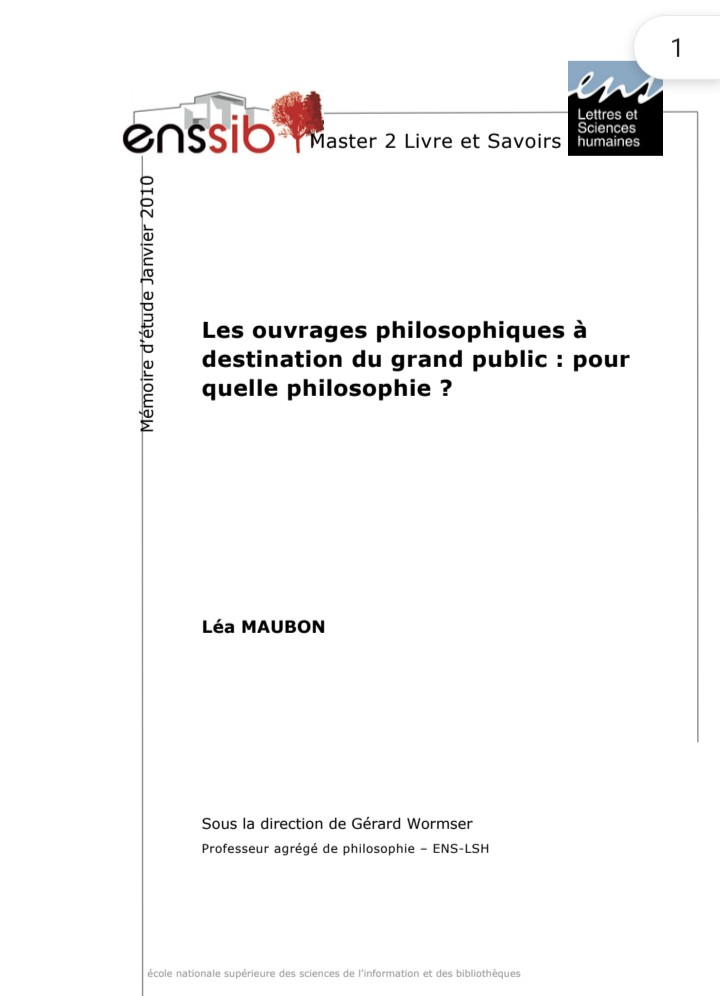 1
enssib
Master 2 Livre et Savoirs
ens
Lettres et
Sciences
humaines
Mémoire d'étude Janvier 2010
Les ouvrages philosophiques à
destination du grand public : pour
quelle philosophie ?
Léa MAUBON
Sous la direction de Gérard Wormser
Professeur agrégé de philosophie – ENS-LSH
école nationale supérieure des sciences de l'information et des bibliothèques